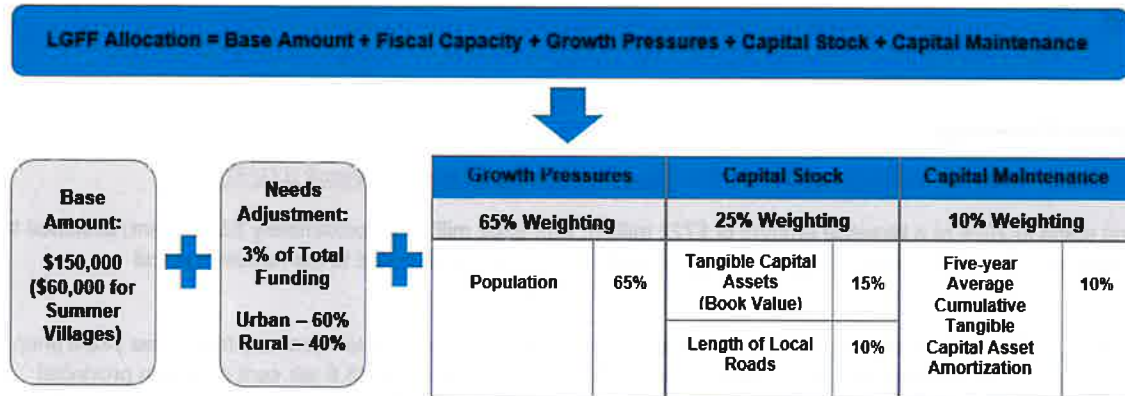 LGFF Allocation = Base Amount + Fiscal Capacity + Growth Pressures + Capital Stock + Capital Maintenance
Base
Amount:
$150,000
($60,000 for
Summer
Villages)
Needs
Adjustment:
3% of Total
Funding
Urban – 60%
Rural – 40%
Growth Pressures
Capital Stock
Capital Maintenance
65% Weighting
25% Weighting
10% Weighting
Population
65%
Tangible Capital
Assets
(Book Value)
15%
Length of Local
Roads
10%
Five-year
Average
Cumulative
Tangible
Capital Asset
Amortization
10%